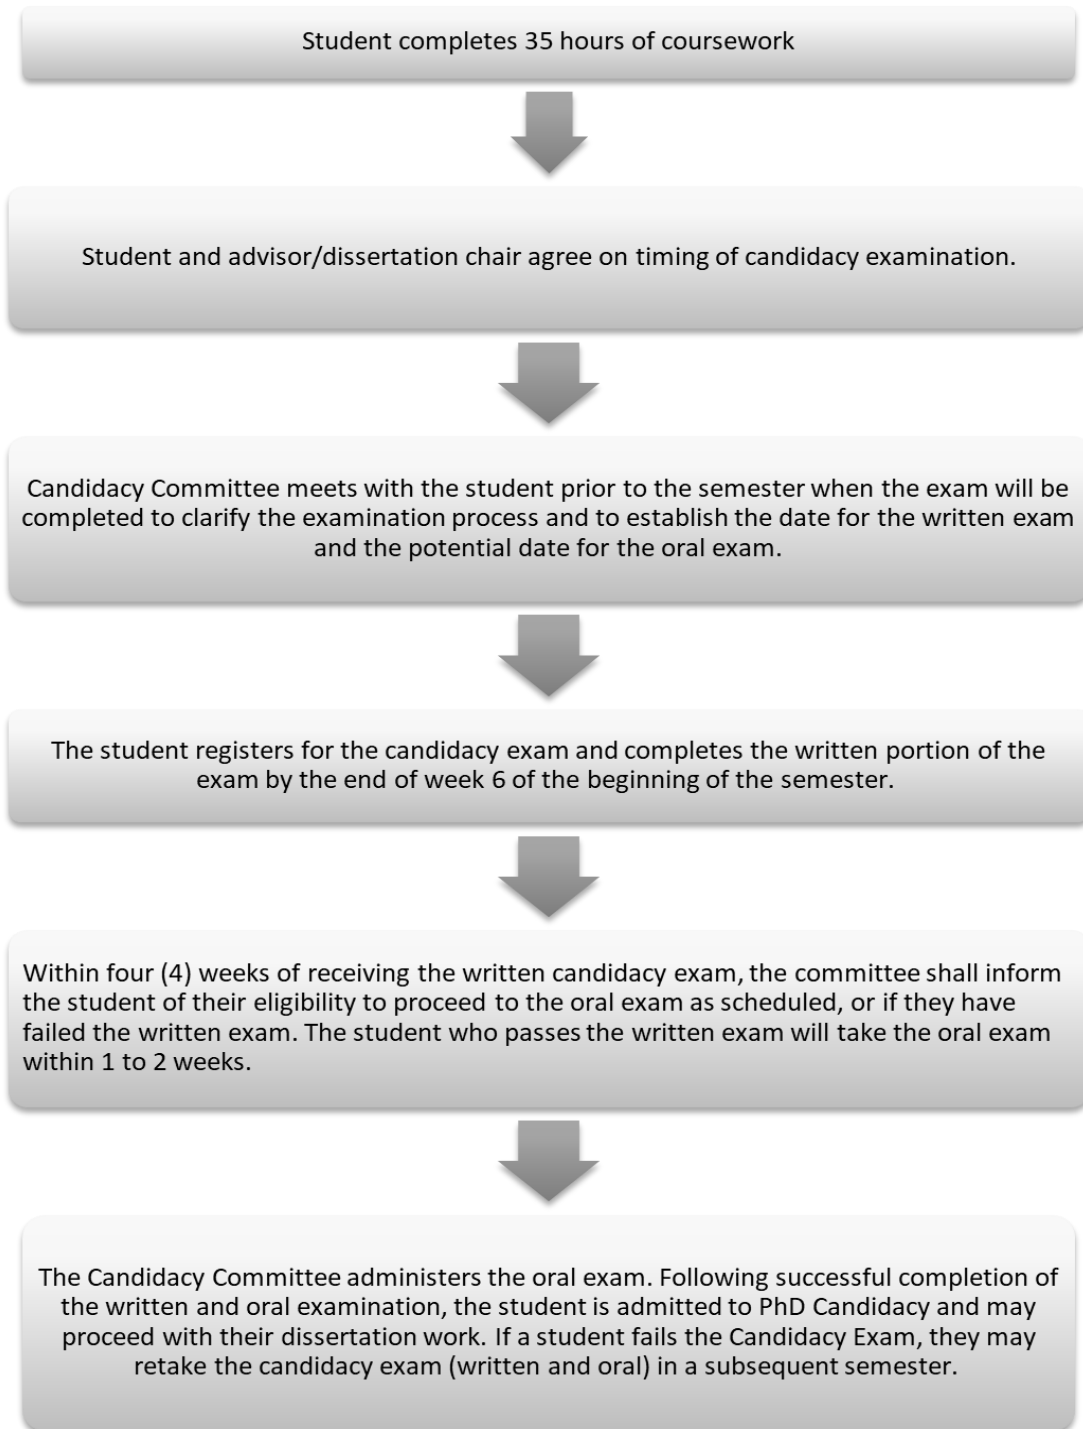 Student completes 35 hours of coursework
Student and advisor/dissertation chair agree on timing of candidacy examination.
Candidacy Committee meets with the student prior to the semester when the exam will be
completed to clarify the examination process and to establish the date for the written exam
and the potential date for the oral exam.
The student registers for the candidacy exam and completes the written portion of the
exam by the end of week 6 of the beginning of the semester.
Within four (4) weeks of receiving the written candidacy exam, the committee shall inform
the student of their eligibility to proceed to the oral exam as scheduled, or if they have
failed the written exam. The student who passes the written exam will take the oral exam
within 1 to 2 weeks.
The Candidacy Committee administers the oral exam. Following successful completion of
the written and oral examination, the student is admitted to PhD Candidacy and may
proceed with their dissertation work. If a student fails the Candidacy Exam, they may
retake the candidacy exam (written and oral) in a subsequent semester.